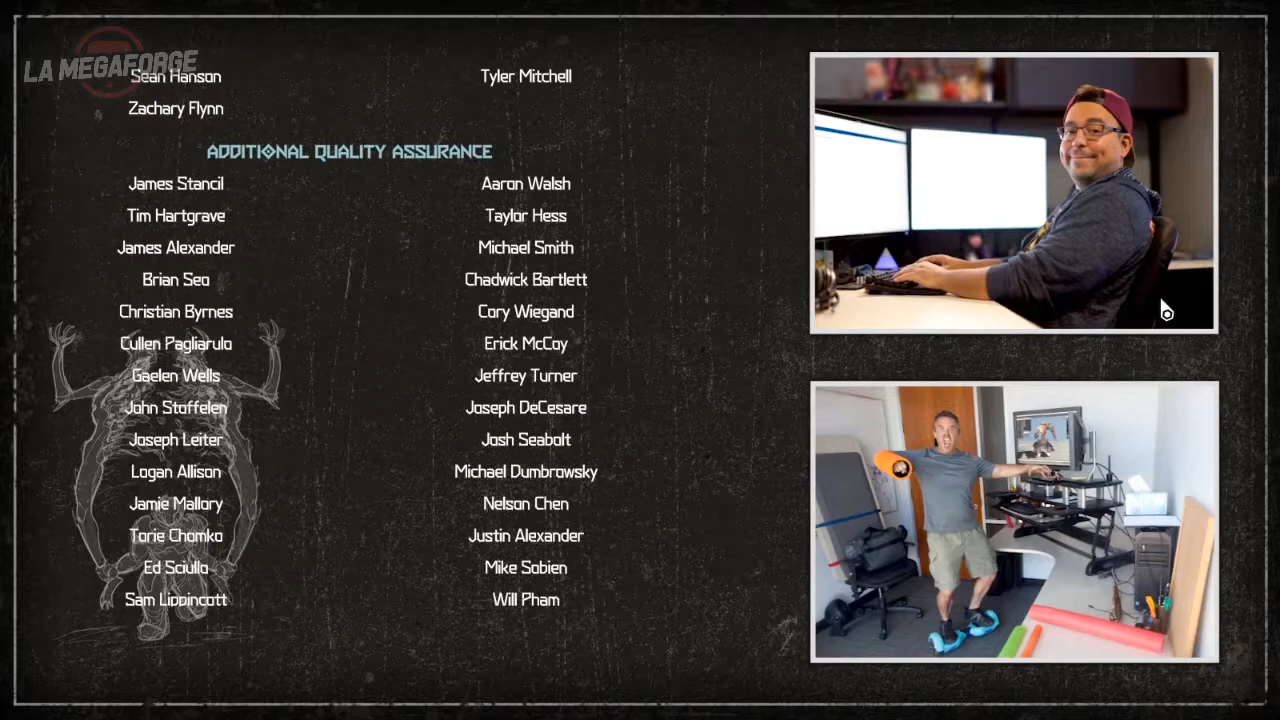 LA MEGAFORGE
Sean Hanson Tyler Mitchell
Zachary Flynn
ADDITIONAL QUALITY ASSURANCE
James Stancil Aaron Walsh
Tim Hartgrave Taylor Hess
James Alexander Michael Smith
Brian Seo Chadwick Bartlett
Christian Byrnes Cory Wiegand
Cullen Pagliarulo Erick McCoy
Gaelen Wells Jeffrey Turner
John Stoffelen Joseph DeCesare
Joseph Leiter Josh Seabolt
Logan Allison Michael Dumbrowsky
Jamie Mallory Nelson Chen
Torie Chomko Justin Alexander
Ed Sciullo Mike Sobien
Sam Lippincott Will Pham